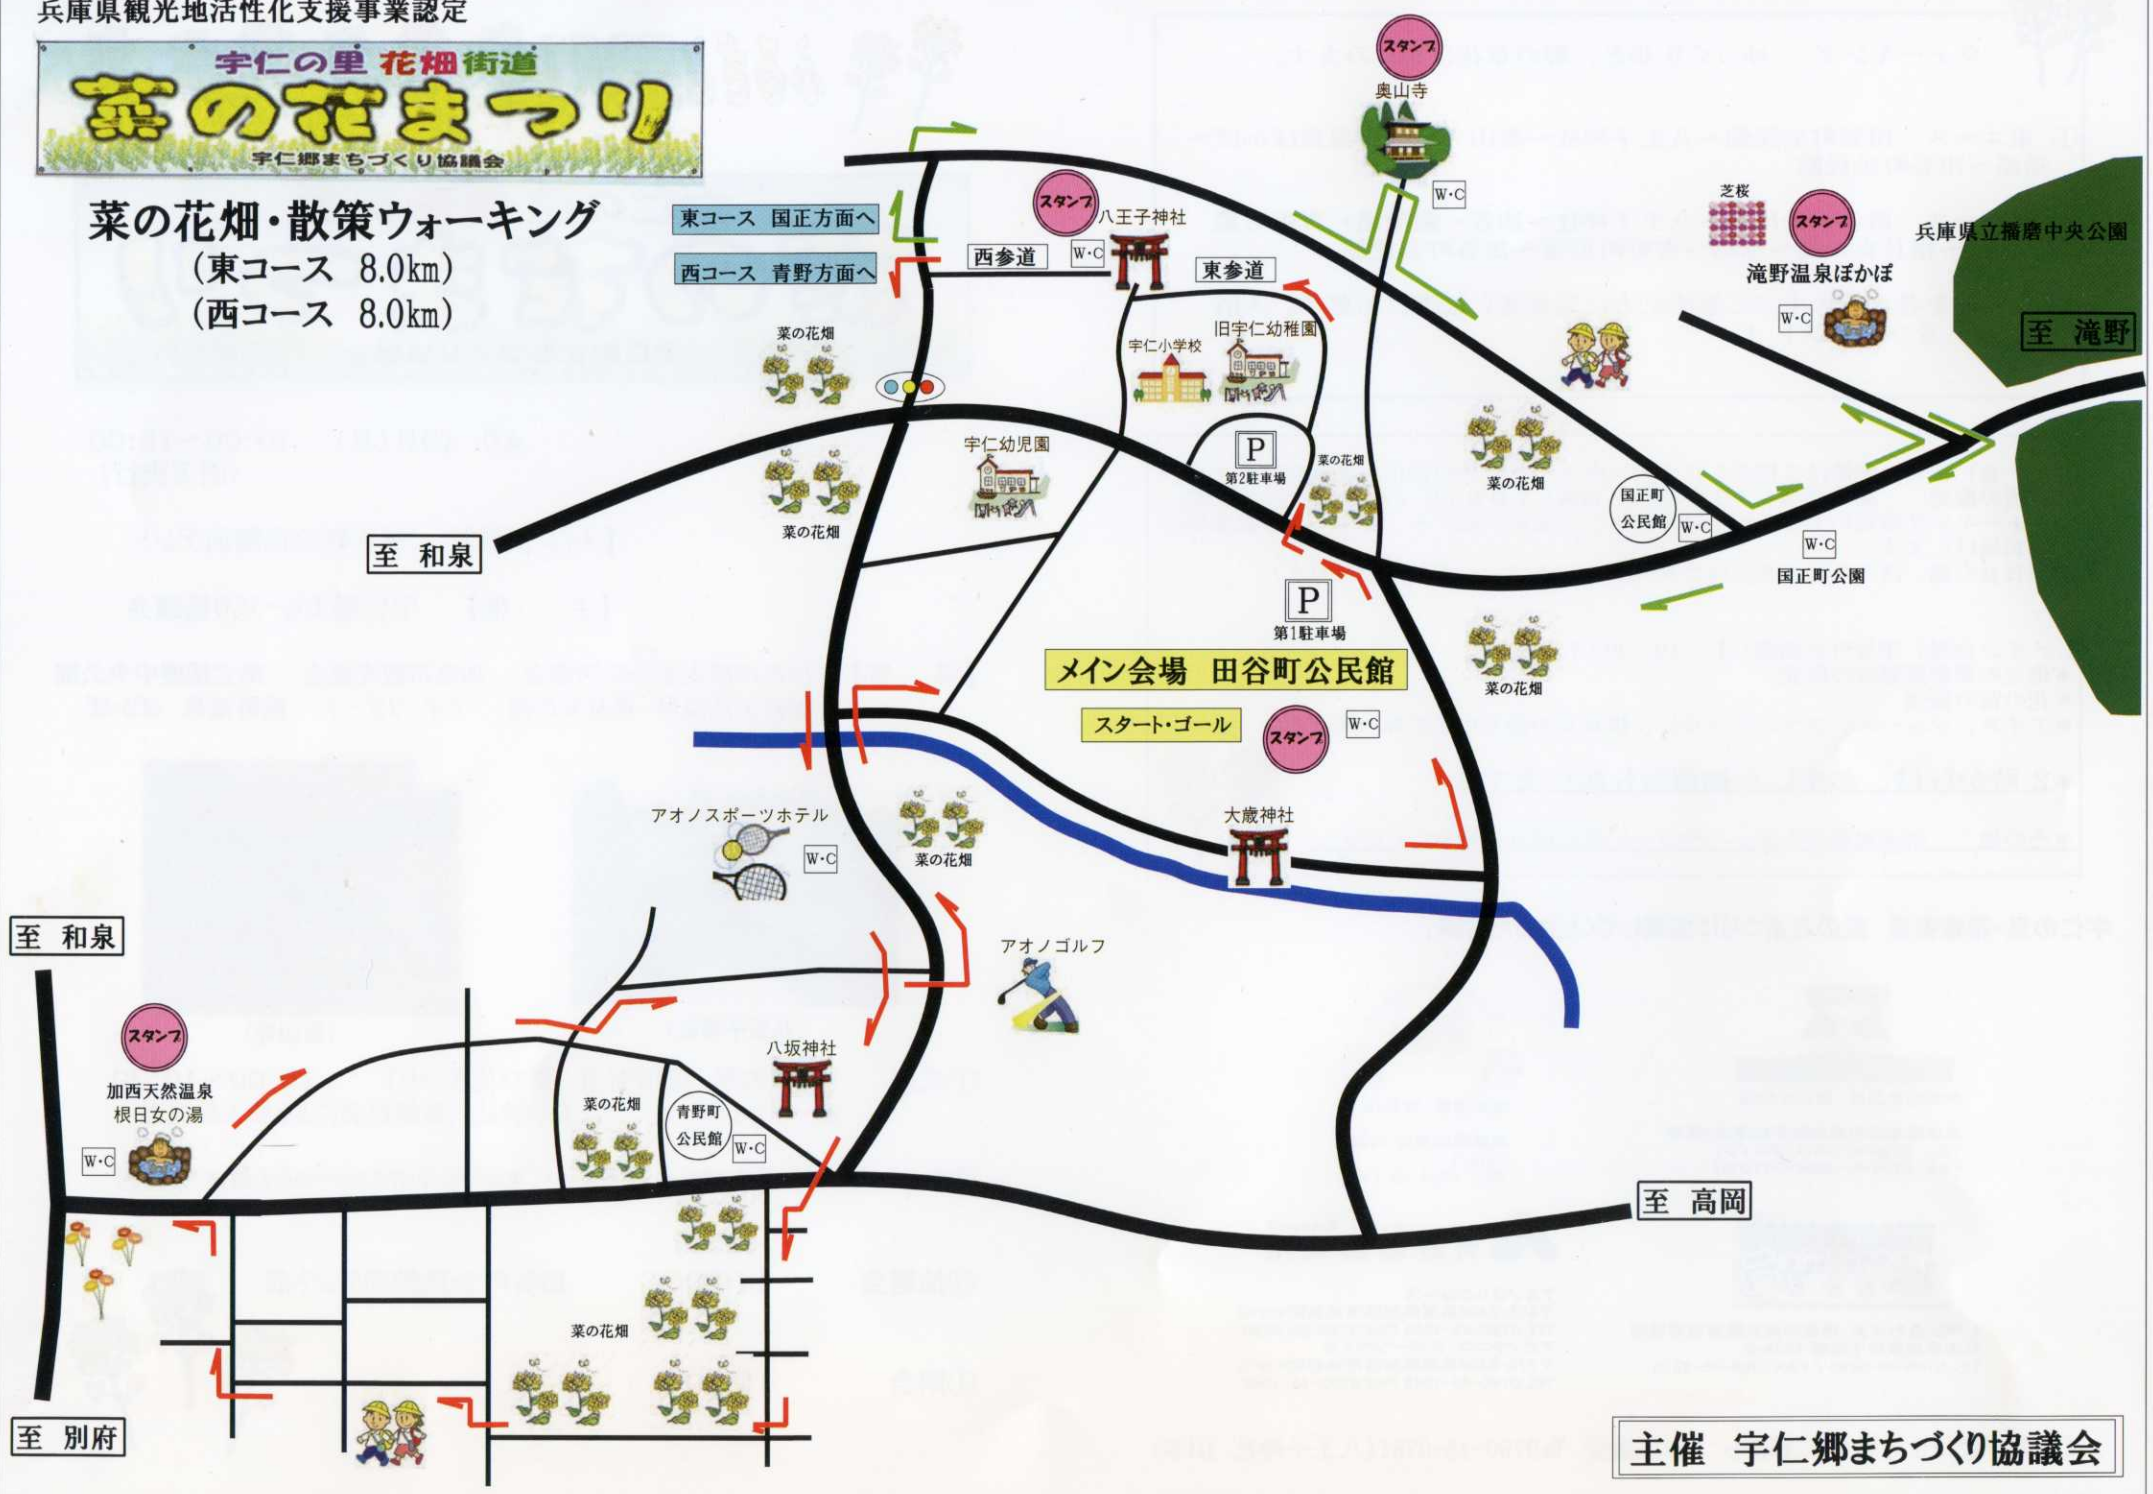 兵庫県観光地活性化支援事業認定
宇仁の里 花畑街道
菜の花まつり
宇仁郷まちづくり協議会
菜の花畑・散策ウォーキング
(東コース 8.0km)
(西コース 8.0km)
スタンプ
奥山寺
W・C
東コース 国正方面へ
西コース 青野方面へ
スタンプ
八王子神社
W・C
西参道
東参道
芝桜
スタンプ
兵庫県立播磨中央公園
滝野温泉ぽかぽ
W・C
至 滝野
菜の花畑
旧宇仁幼稚園
宇仁小学校
宇仁幼児園
P
第2駐車場
菜の花畑
菜の花畑
国正町
公民館
W・C
W・C
国正町公園
菜の花畑
至 和泉
P
第1駐車場
メイン会場 田谷町公民館
スタート・ゴール
スタンプ
W・C
菜の花畑
アオノスポーツホテル
W・C
菜の花畑
大歳神社
至 和泉
アオノゴルフ
スタンプ
加西天然温泉
根日女の湯
W・C
八坂神社
菜の花畑
青野町
公民館
W・C
至 高岡
菜の花畑
至 別府
主催 宇仁郷まちづくり協議会